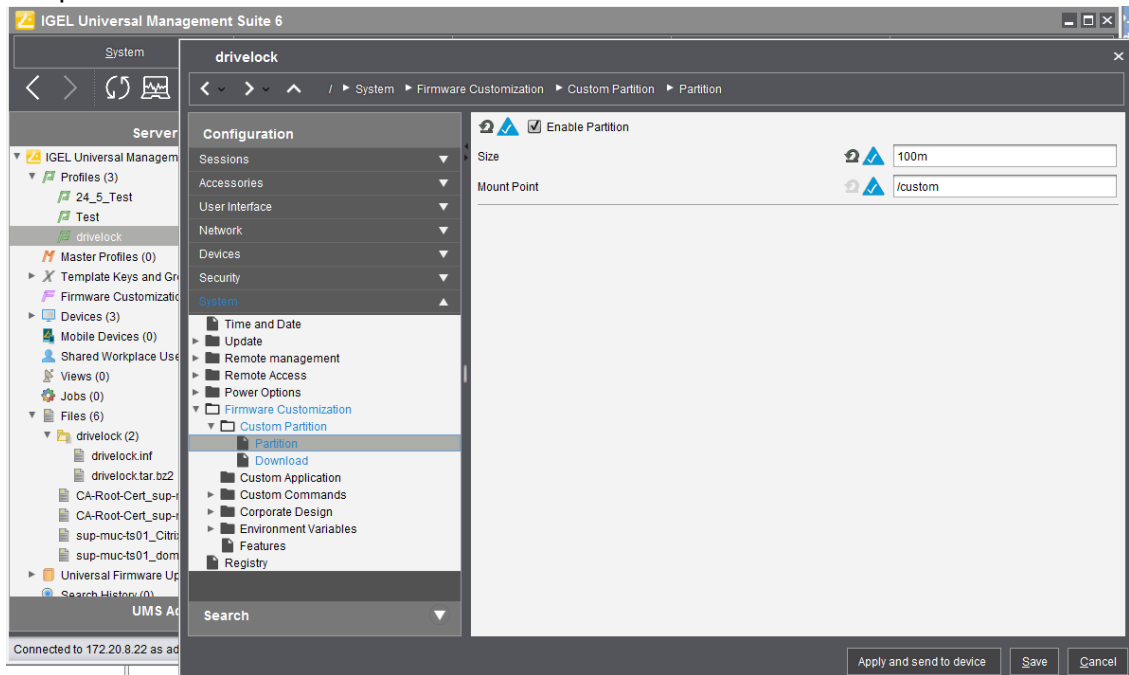 IGEL Universal Management Suite 6
System
drivelock
/ System Firmware Customization Custom Partition Partition
Server
Configuration
Enable Partition
Sessions
Size 100m
Accessories
Mount Point /custom
User Interface
Network
Devices
Security
System
Time and Date
Update
Remote management
Remote Access
Power Options
Firmware Customization
Custom Partition
Partition
Download
Custom Application
Custom Commands
Corporate Design
Environment Variables
Features
Registry
Search
IGEL Universal Managem
Profiles (3)
24_5_Test
Test
drivelock
Master Profiles (0)
Template Keys and Gr
Firmware Customizatio
Devices (3)
Mobile Devices (0)
Shared Workplace Use
Views (0)
Jobs (0)
Files (6)
drivelock (2)
drivelock.inf
drivelock.tar.bz2
CA-Root-Cert_sup-
CA-Root-Cert_sup-
sup-muc-ts01_Citri
sup-muc-ts01_dom
Universal Firmware Up
Search History (0)
UMS Ad
Connected to 172.20.8.22 as ad
Apply and send to device Save Cancel